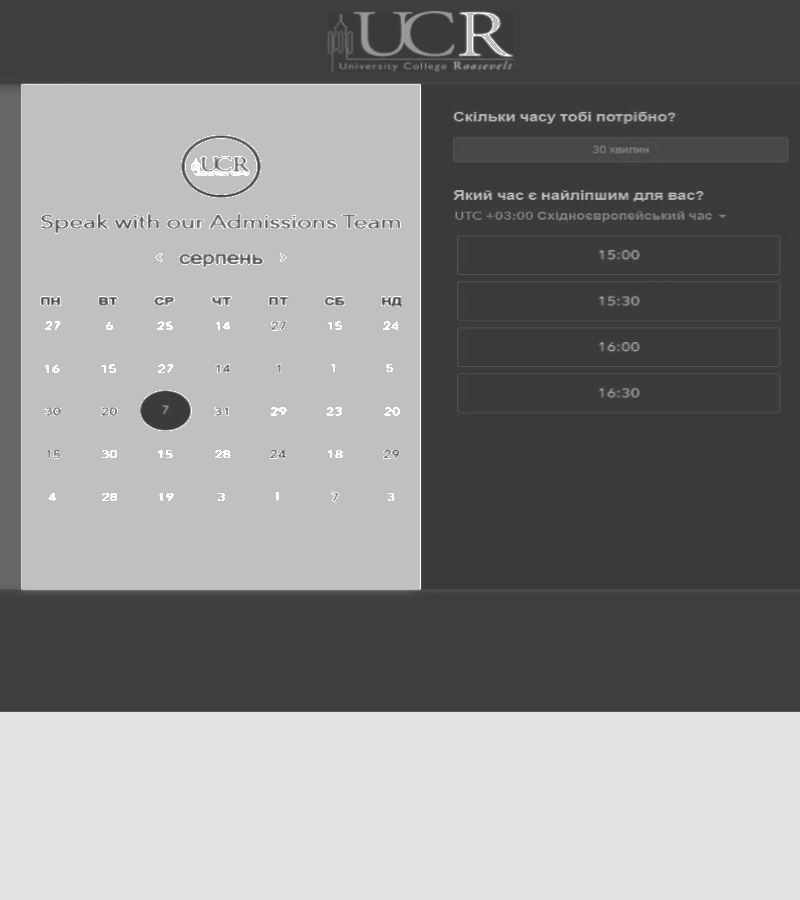 UCR
University College Roosevelt
UCR
Speak with our Admissions Team
< серпень >
ПН ВТ СР ЧТ ПТ СБ НД
27 6 25 14 27 15 24
16 15 27 14 1 1 5
30 20 7 31 29 23 20
15 30 15 28 24 18 29
4 28 19 3 1 7 3
Скільки часу тобі потрібно?
30 хвилин
Який час є найліпшим для вас?
UTC +03:00 Східноєвропейський час
15:00
15:30
16:00
16:30